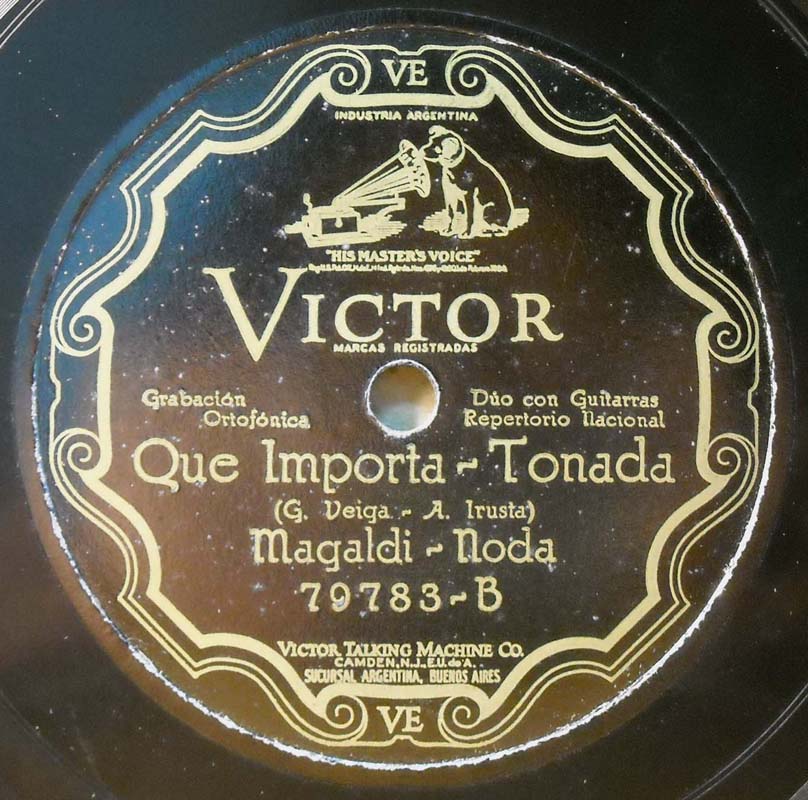 VE
INDUSTRIA ARGENTINA
"HIS MASTER'S VOICE"
VICTOR
MARCAS REGISTRADAS
Grabación
Ortofónica
Dúo con Guitarras
Repertorio Nacional
Que Importa - Tonada
(G. Veiga - A. Irusta)
Magaldi - Noda
79783-B
VICTOR TALKING MACHINE CO.
CAMDEN, N.J., E.U. de A.
SUCURSAL ARGENTINA, BUENOS AIRES
VE